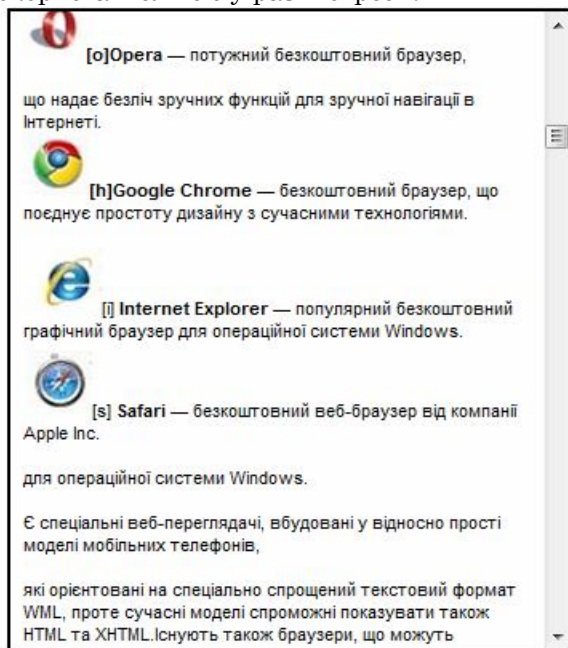 [o]Opera — потужний безкоштовний браузер,
що надає безліч зручних функцій для зручної навігації в
Інтернеті.
[h]Google Chrome — безкоштовний браузер, що
поєднує простоту дизайну з сучасними технологіями.
[i] Internet Explorer — популярний безкоштовний
графічний браузер для операційної системи Windows.
[s] Safari — безкоштовний веб-браузер від компанії
Apple Inc.
для операційної системи Windows.
Є спеціальні веб-переглядачі, вбудовані у відносно прості
моделі мобільних телефонів,
які орієнтовані на спеціально спрощений текстовий формат
WML, проте сучасні моделі спроможні показувати також
HTML та XHTML.Існують також браузери, що можуть